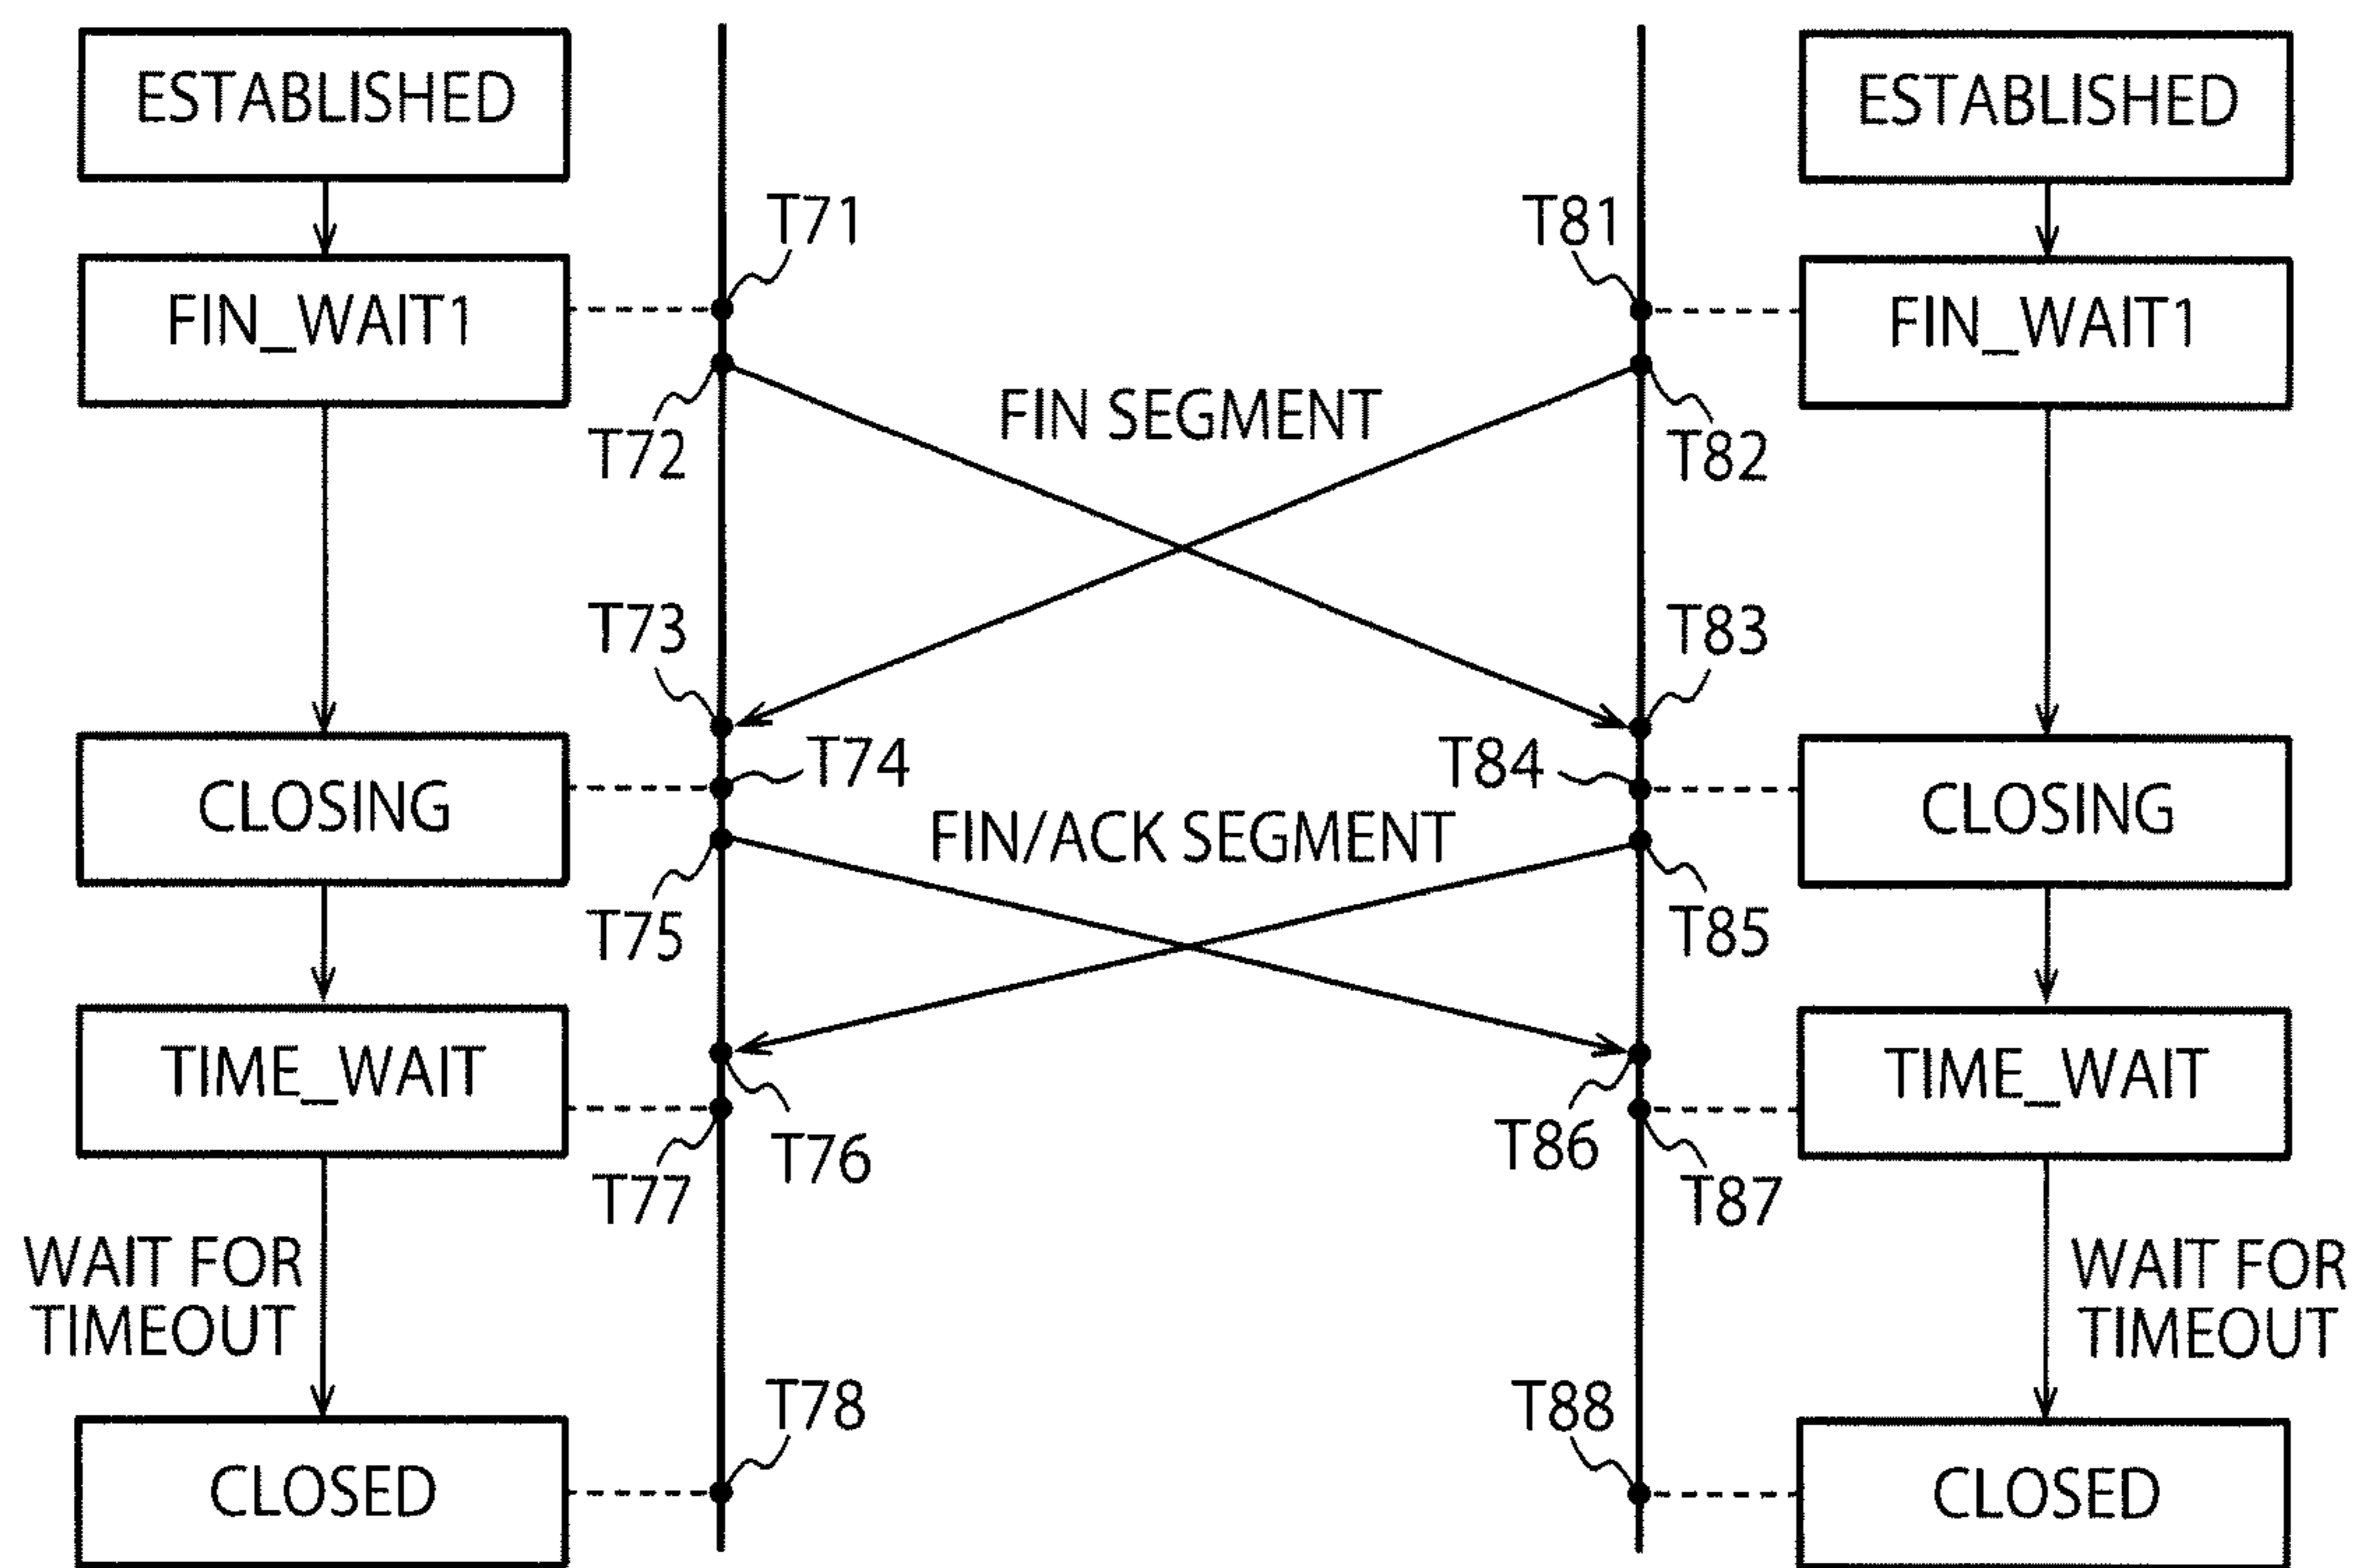 ESTABLISHED
ESTABLISHED
T71
T81
FIN_WAIT1
FIN_WAIT1
FIN SEGMENT
T72
T82
T73
T83
T74
T84
CLOSING
CLOSING
FIN/ACK SEGMENT
T75
T85
TIME_WAIT
TIME_WAIT
T76
T86
T77
T87
WAIT FOR
TIMEOUT
WAIT FOR
TIMEOUT
T78
T88
CLOSED
CLOSED